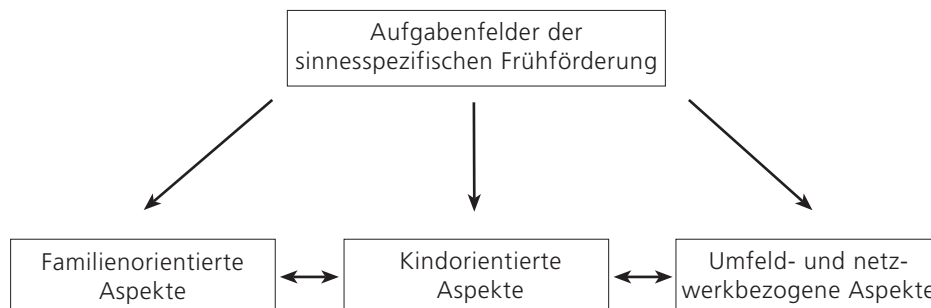 Aufgabenfelder der
sinnesspezifischen Frühförderung
Familienorientierte
Aspekte
Kindorientierte
Aspekte
Umfeld- und netz-
werkbezogene Aspekte